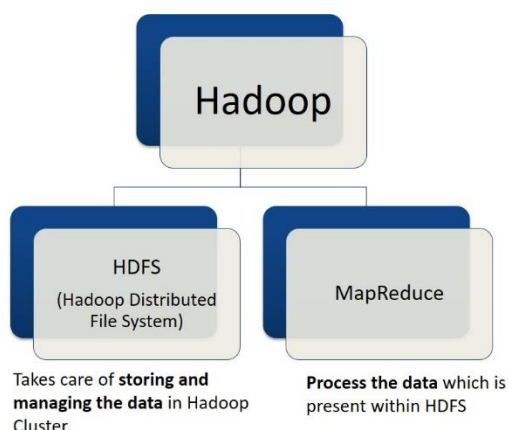 Hadoop
HDFS
(Hadoop Distributed
File System)
MapReduce
Takes care of storing and
managing the data in Hadoop
Cluster
Process the data which is
present within HDFS